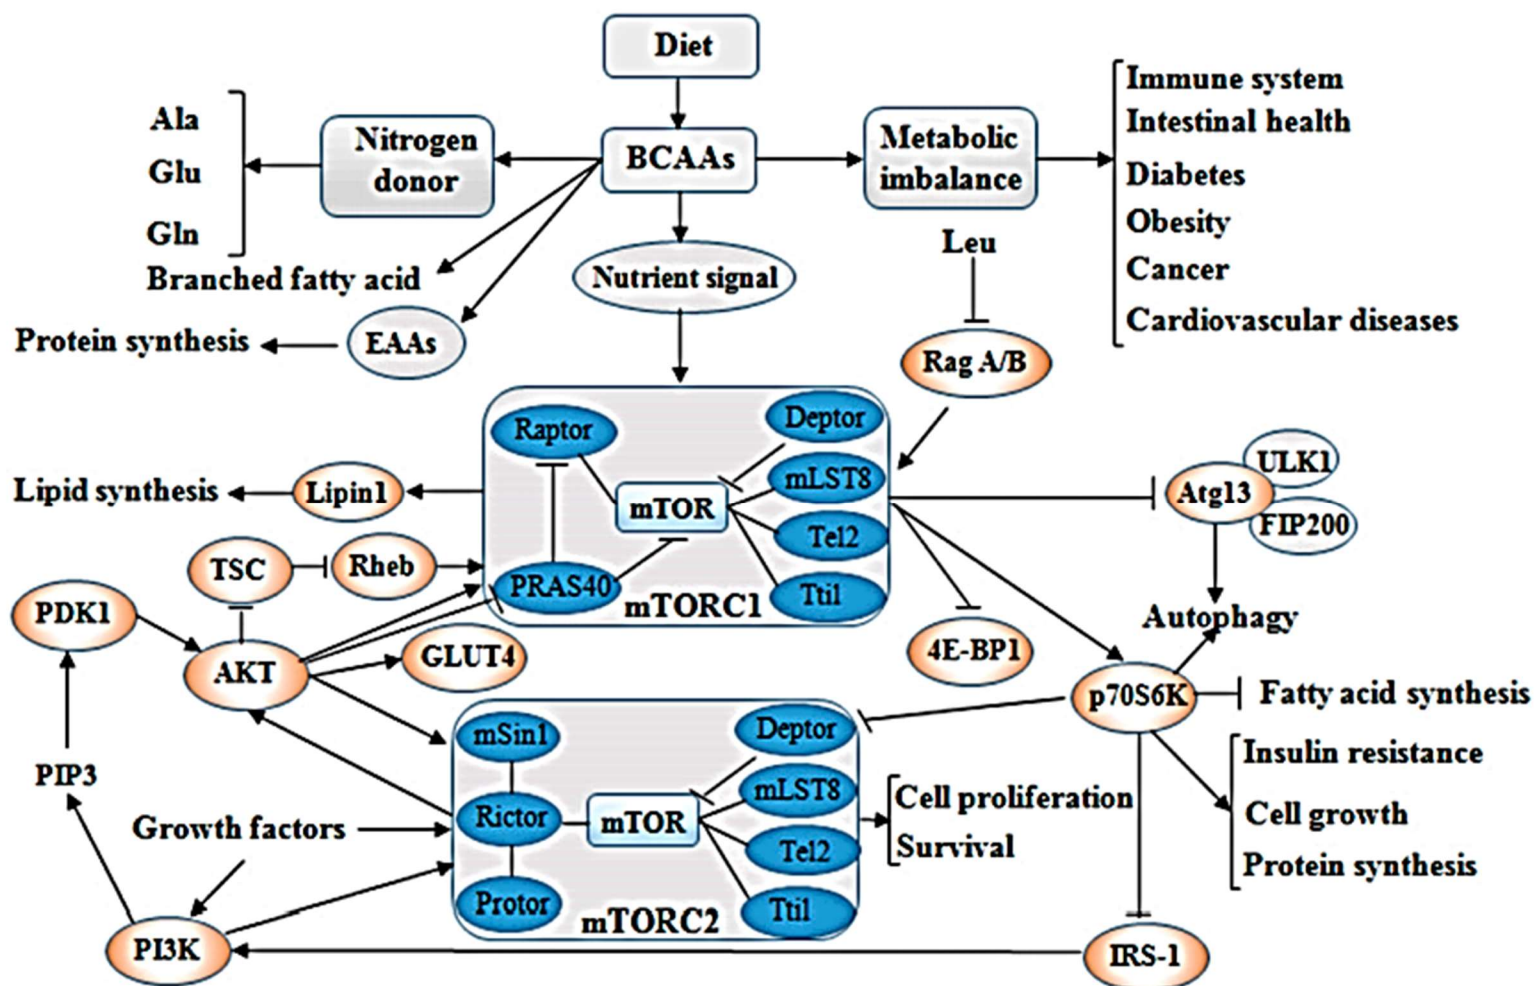 Diet
Ala
Glu
Gln
Nitrogen
donor
BCAAs
Metabolic
imbalance
Immune system
Intestinal health
Diabetes
Obesity
Cancer
Cardiovascular diseases
Branched fatty acid
Nutrient signal
Leu
Protein synthesis
EAAs
Rag A/B
Raptor
Deptor
mLST8
mTOR
Tel2
PRAS40
Tti1
mTORC1
Lipid synthesis
Lipin1
TSC
Rheb
PDK1
AKT
GLUT4
ULK1
Atg13
FIP200
Autophagy
4E-BP1
p70S6K
Fatty acid synthesis
mSin1
Deptor
mLST8
Rictor
mTOR
Tel2
Protor
Tti1
mTORC2
PIP3
Growth factors
Cell proliferation
Survival
Insulin resistance
Cell growth
Protein synthesis
PI3K
IRS-1